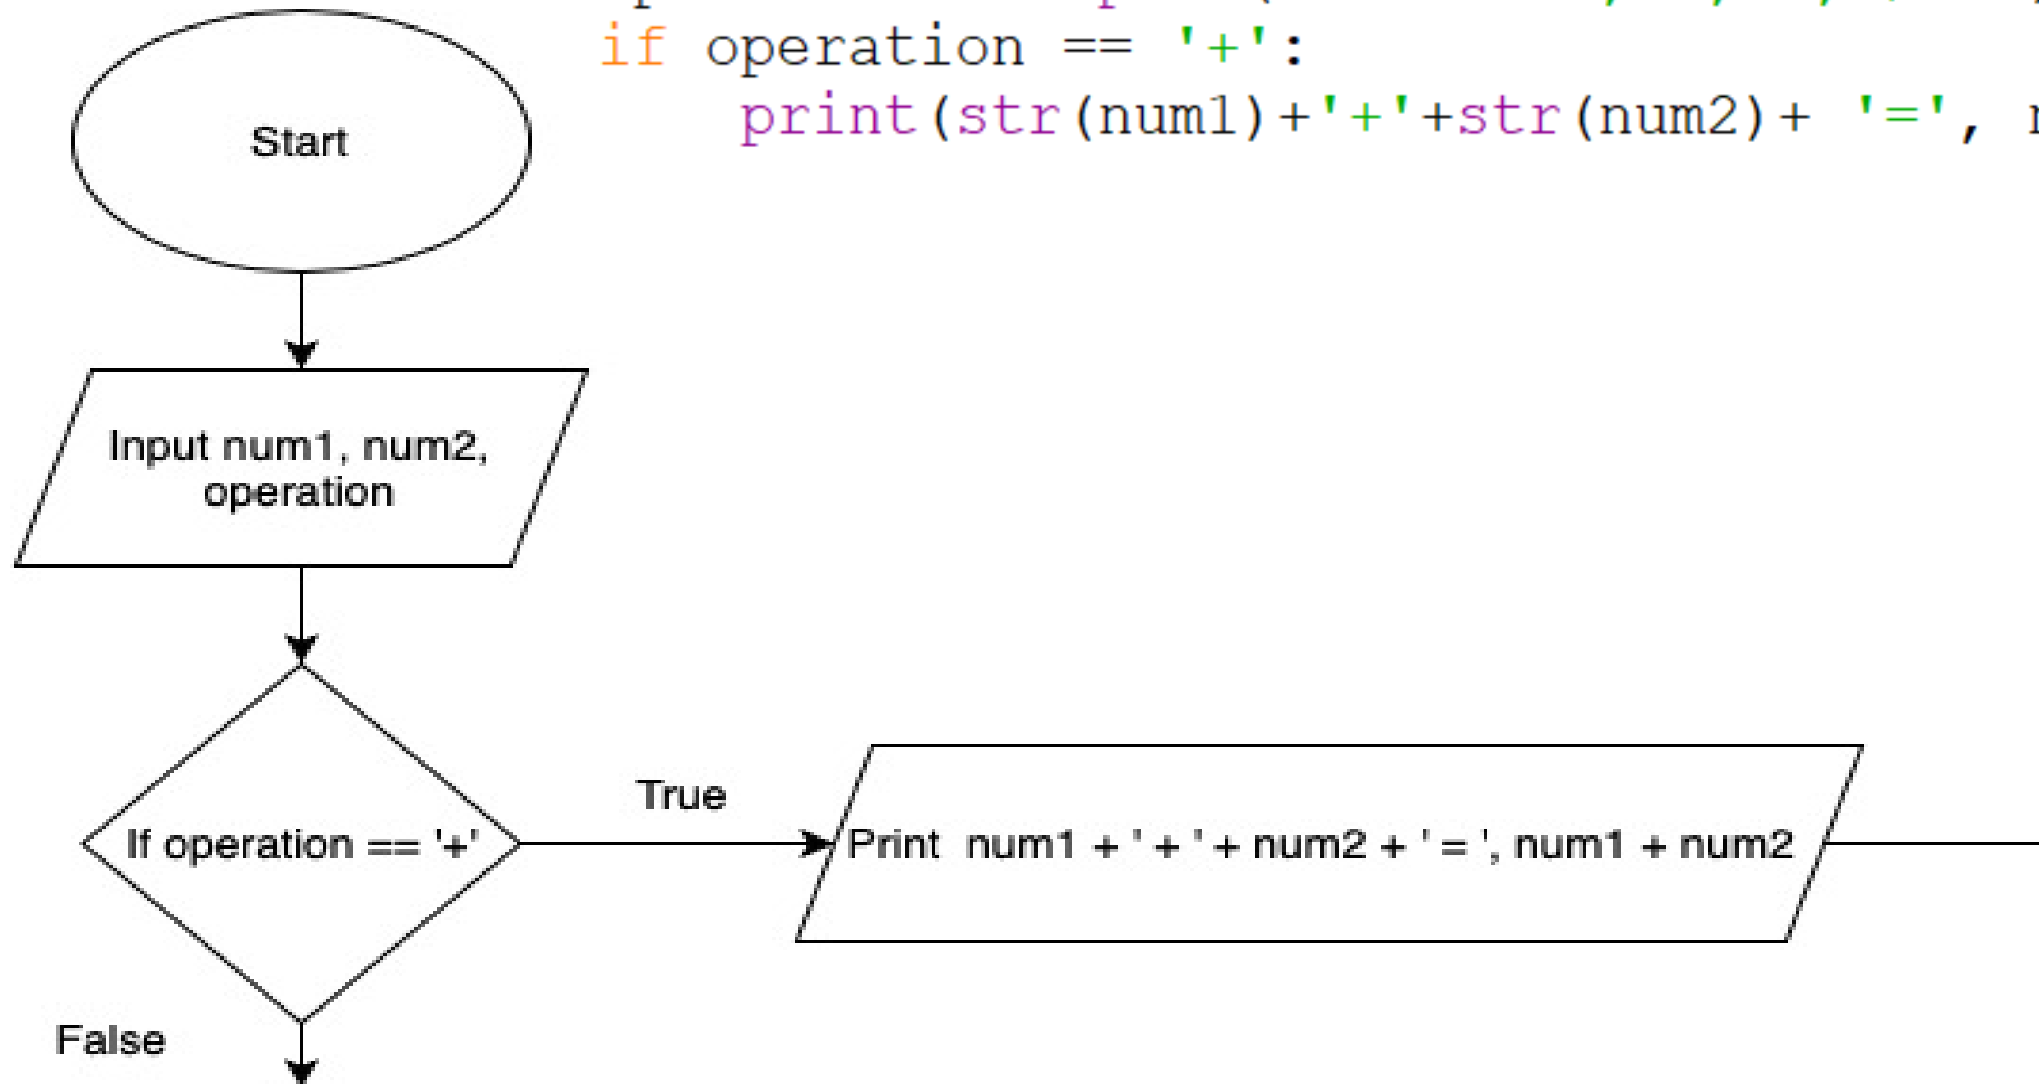 if operation == '+':
print(str(num1)+'+'+str(num2)+ '=',
Start
Input num1, num2,
operation
If operation == '+'
True
Print num1 + ' + ' + num2 + ' = ', num1 + num2
False